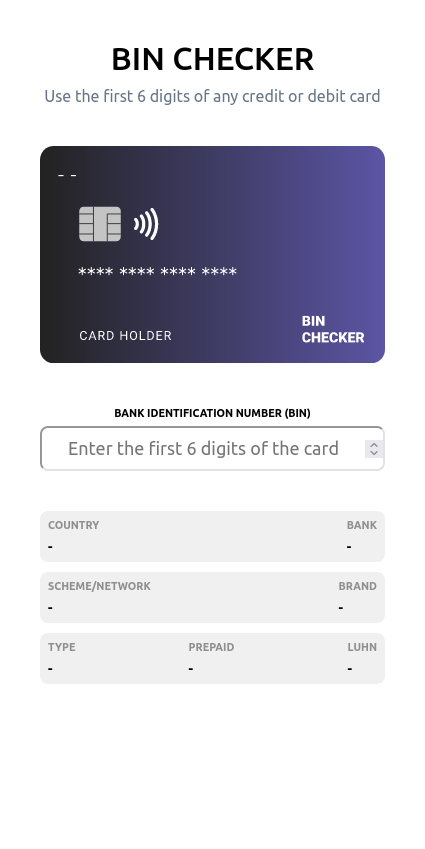 BIN CHECKER
Use the first 6 digits of any credit or debit card
- -
**** **** **** ****
CARD HOLDER
BIN
CHECKER
BANK IDENTIFICATION NUMBER (BIN)
Enter the first 6 digits of the card
COUNTRY BANK
- -
SCHEME/NETWORK BRAND
- -
TYPE PREPAID LUHN
- - -